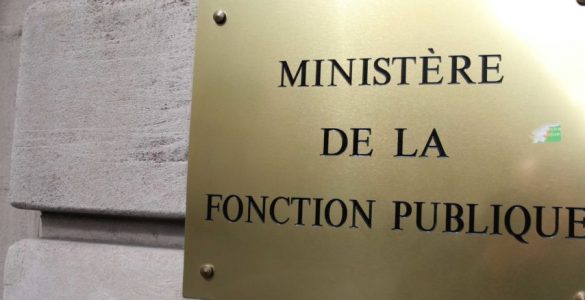 MINISTÈRE
DE LA
FONCTION PUBLIQUE